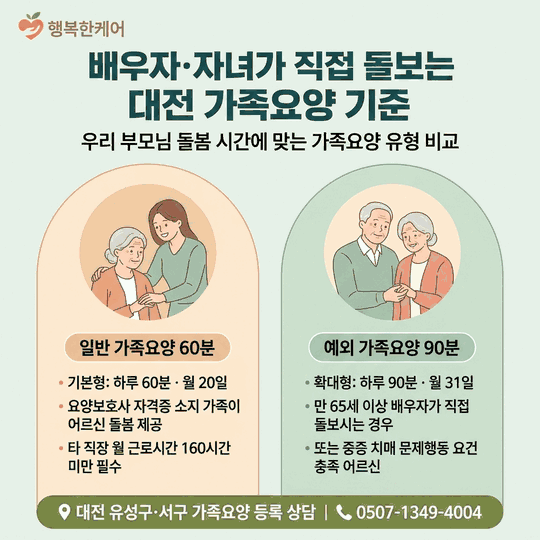 행복한케어
배우자·자녀가 직접 돌보는
대전 가족요양 기준
우리 부모님 돌봄 시간에 맞는 가족요양 유형 비교
일반 가족요양 60분
• 기본형: 하루 60분 · 월 20일
• 요양보호사 자격증 소지 가족이
어르신 돌봄 제공
• 타 직장 월 근로시간 160시간
미만 필수
예외 가족요양 90분
• 확대형: 하루 90분 · 월 31일
• 만 65세 이상 배우자가 직접
돌보시는 경우
• 또는 중증 치매 문제행동 요건
충족 어르신
대전 유성구·서구 가족요양 등록 상담 | 0507-1349-4004